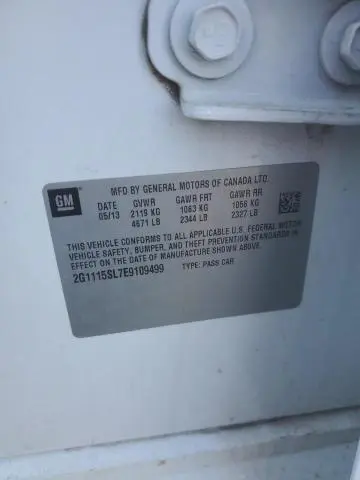 GM
MFD BY GENERAL MOTORS OF CANADA LTD.
DATE GVWR GAWR FRT GAWR RR
05/13 2119 KG 1063 KG 1056 KG
4671 LB 2344 LB 2327 LB
THIS VEHICLE CONFORMS TO ALL APPLICABLE U.S. FEDERAL MOTOR
VEHICLE SAFETY, BUMPER, AND THEFT PREVENTION STANDARDS IN
EFFECT ON THE DATE OF MANUFACTURE SHOWN ABOVE.
2G1115SL7E9109499 TYPE: PASS CAR